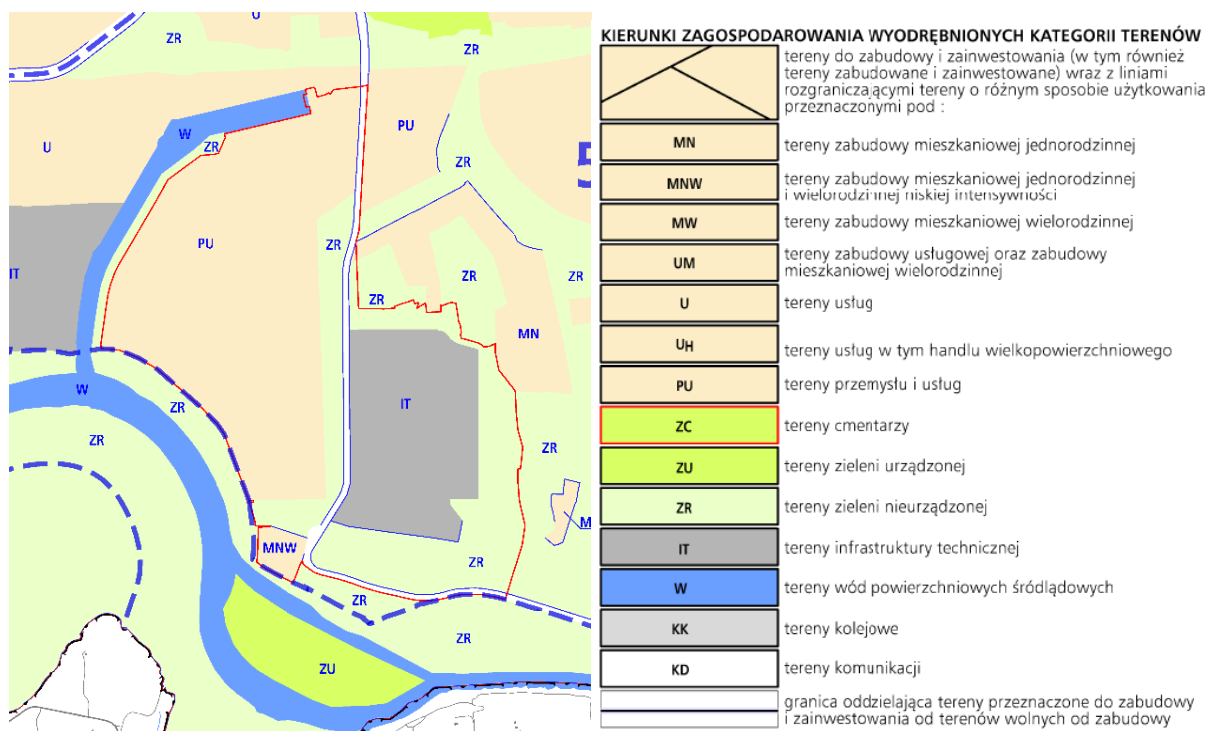 U
ZR
ZR
W
PU
ZR
U
ZR
PU
ZR
IT
ZR
ZR
ZR
MN
W
ZR
IT
ZR
ZR
M
MNW
ZR
ZR
ZR
ZU
KIERUNKI ZAGOSPODAROWANIA WYODRĘBNIONYCH KATEGORII TERENÓW
tereny do zabudowy i zainwestowania (w tym również
tereny zabudowane i zainwestowane) wraz z liniami
rozgraniczającymi tereny o różnym sposobie użytkowania
przeznaczonymi pod :
MN tereny zabudowy mieszkaniowej jednorodzinnej
MNW tereny zabudowy mieszkaniowej jednorodzinnej
i wielorodzinnej niskiej intensywności
MW tereny zabudowy mieszkaniowej wielorodzinnej
UM tereny zabudowy usługowej oraz zabudowy
mieszkaniowej wielorodzinnej
U tereny usług
UH tereny usług w tym handlu wielkopowierzchniowego
PU tereny przemysłu i usług
ZC tereny cmentarzy
ZU tereny zieleni urządzonej
ZR tereny zieleni nieurządzonej
IT tereny infrastruktury technicznej
W tereny wód powierzchniowych śródlądowych
KK tereny kolejowe
KD tereny komunikacji
granica oddzielająca tereny przeznaczone do zabudowy
i zainwestowania od terenów wolnych od zabudowy